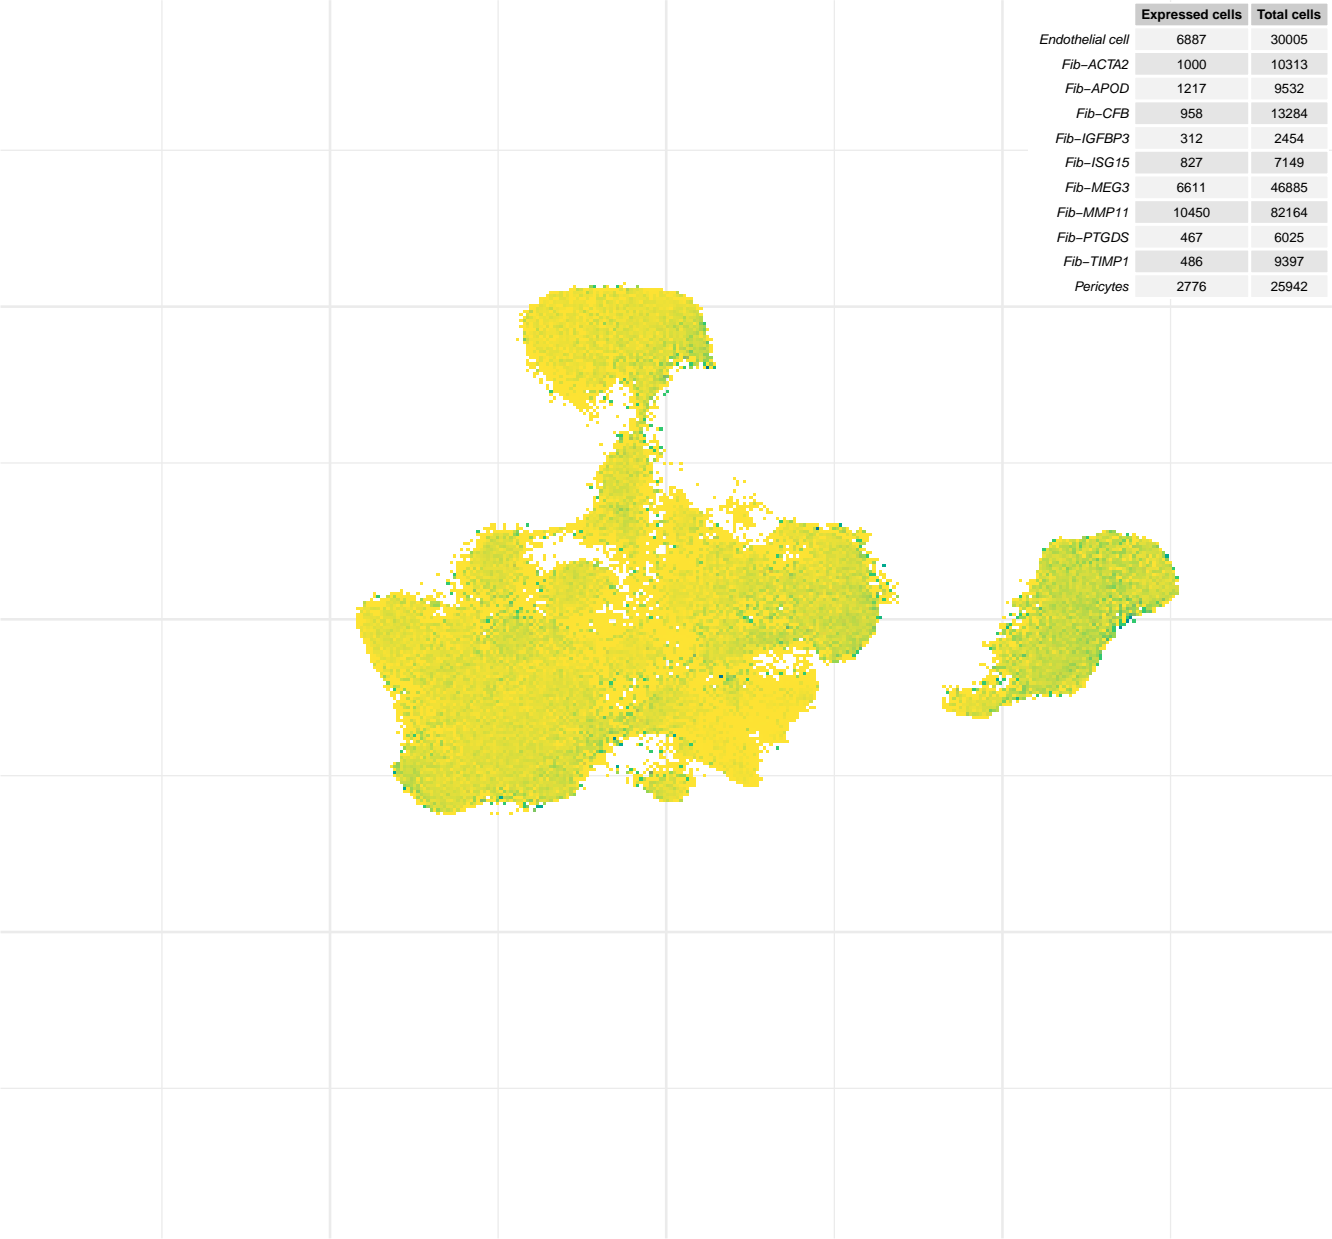 Expressed cells Total cells
Endothelial cell 6887 30005
Fib−ACTA2 1000 10313
Fib−APOD 1217 9532
Fib−CFB 958 13284
Fib−IGFBP3 312 2454
Fib−ISG15 827 7149
Fib−MEG3 6611 46885
Fib−MMP11 10450 82164
Fib−PTGDS 467 6025
Fib−TIMP1 486 9397
Pericytes 2776 25942